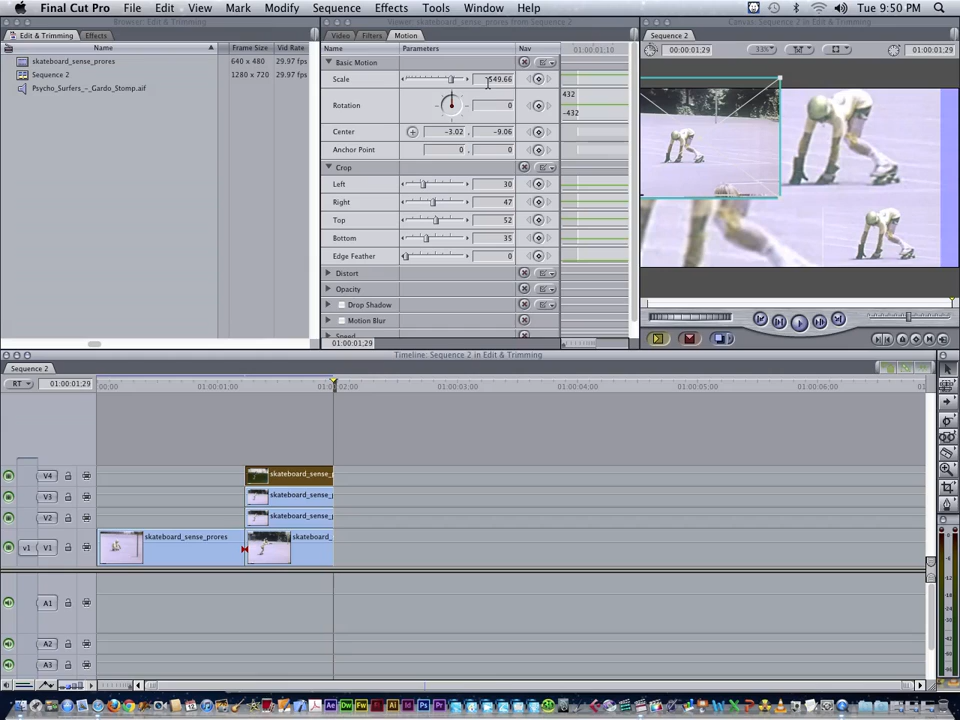 Final Cut Pro File Edit View Mark Modify Sequence Effects Tools Window Help Tue 9:50 PM
Browser: Edit & Trimming
Viewer: skateboard_sense_prores from Sequence 2
Canvas: Sequence 2 in Edit & Trimming
Edit & Trimming Effects
Video Filters Motion
Sequence 2
Name Frame Size Vid Rate
Name Parameters Nav 01:00:01:10
00:00:01:29 33% 01:00:01:29
skateboard_sense_prores 640 x 480 29.97 fps
Sequence 2 1280 x 720 29.97 fps
Psycho_Surfers_-_Gardo_Stomp.aif
Basic Motion
Scale 549.66
432
Rotation 0
-432
Center -3.02 , -9.06
Anchor Point 0 , 0
Crop
Left 30
Right 47
Top 52
Bottom 35
Edge Feather 0
Distort
Opacity
Drop Shadow
Motion Blur
Speed
01:00:01:29
Timeline: Sequence 2 in Edit & Trimming
Sequence 2
RT 01:00:01:29 00:00 01:00:01:00 01:00:02:00 01:00:03:00 01:00:04:00 01:00:05:00 01:00:06:00
V4 skateboard_sense_p
V3 skateboard_sense_p
V2 skateboard_sense_p
v1 V1 skateboard_sense_prores skateboard_
A1
A2
A3